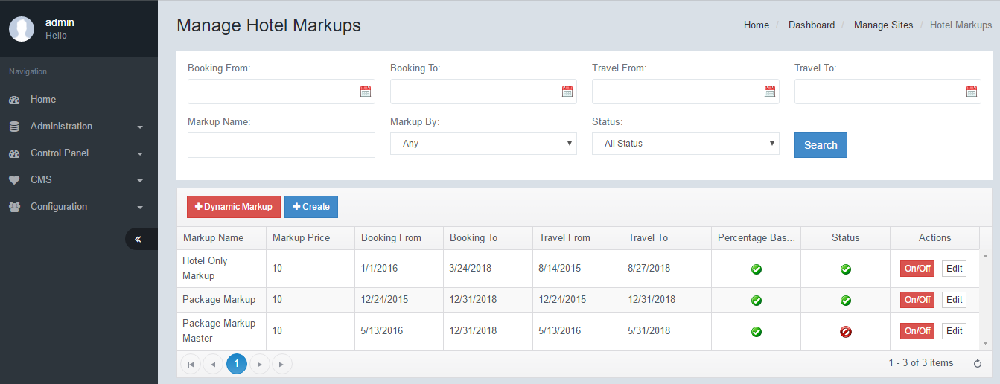 admin
Hello
Navigation
Home
Administration
Control Panel
CMS
Configuration
Manage Hotel Markups
Home / Dashboard / Manage Sites / Hotel Markups
Booking From: Booking To: Travel From: Travel To:
Markup Name: Markup By: Status:
Any All Status Search
Dynamic Markup Create
Markup Name Markup Price Booking From Booking To Travel From Travel To Percentage Bas... Status Actions
Hotel Only
Markup 10 1/1/2016 3/24/2018 8/14/2015 8/27/2018 On/Off Edit
Package Markup 10 12/24/2015 12/31/2018 12/24/2015 12/31/2018 On/Off Edit
Package Markup-
Master 10 5/13/2016 12/31/2018 5/13/2016 5/31/2018 On/Off Edit
1 1 - 3 of 3 items